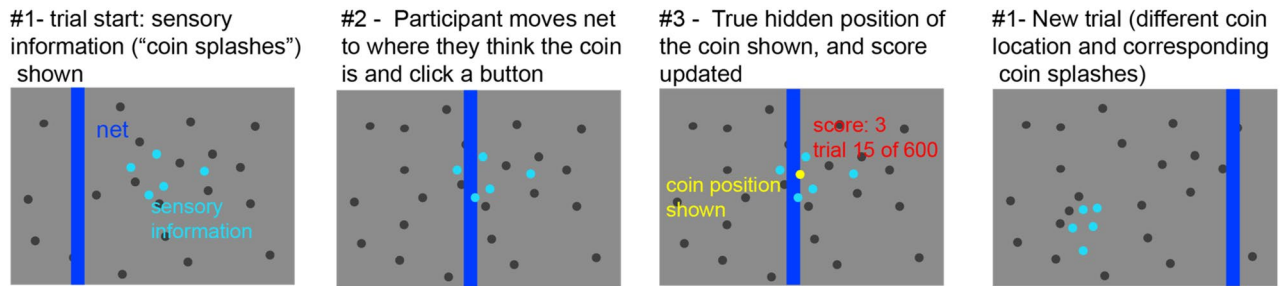 #1- trial start: sensory
information (“coin splashes”)
shown
net
sensory
information
#2 -  Participant moves net
to where they think the coin
is and click a button
#3 -  True hidden position of
the coin shown, and score
updated
score: 3
trial 15 of 600
coin position
shown
#1- New trial (different coin
location and corresponding
coin splashes)